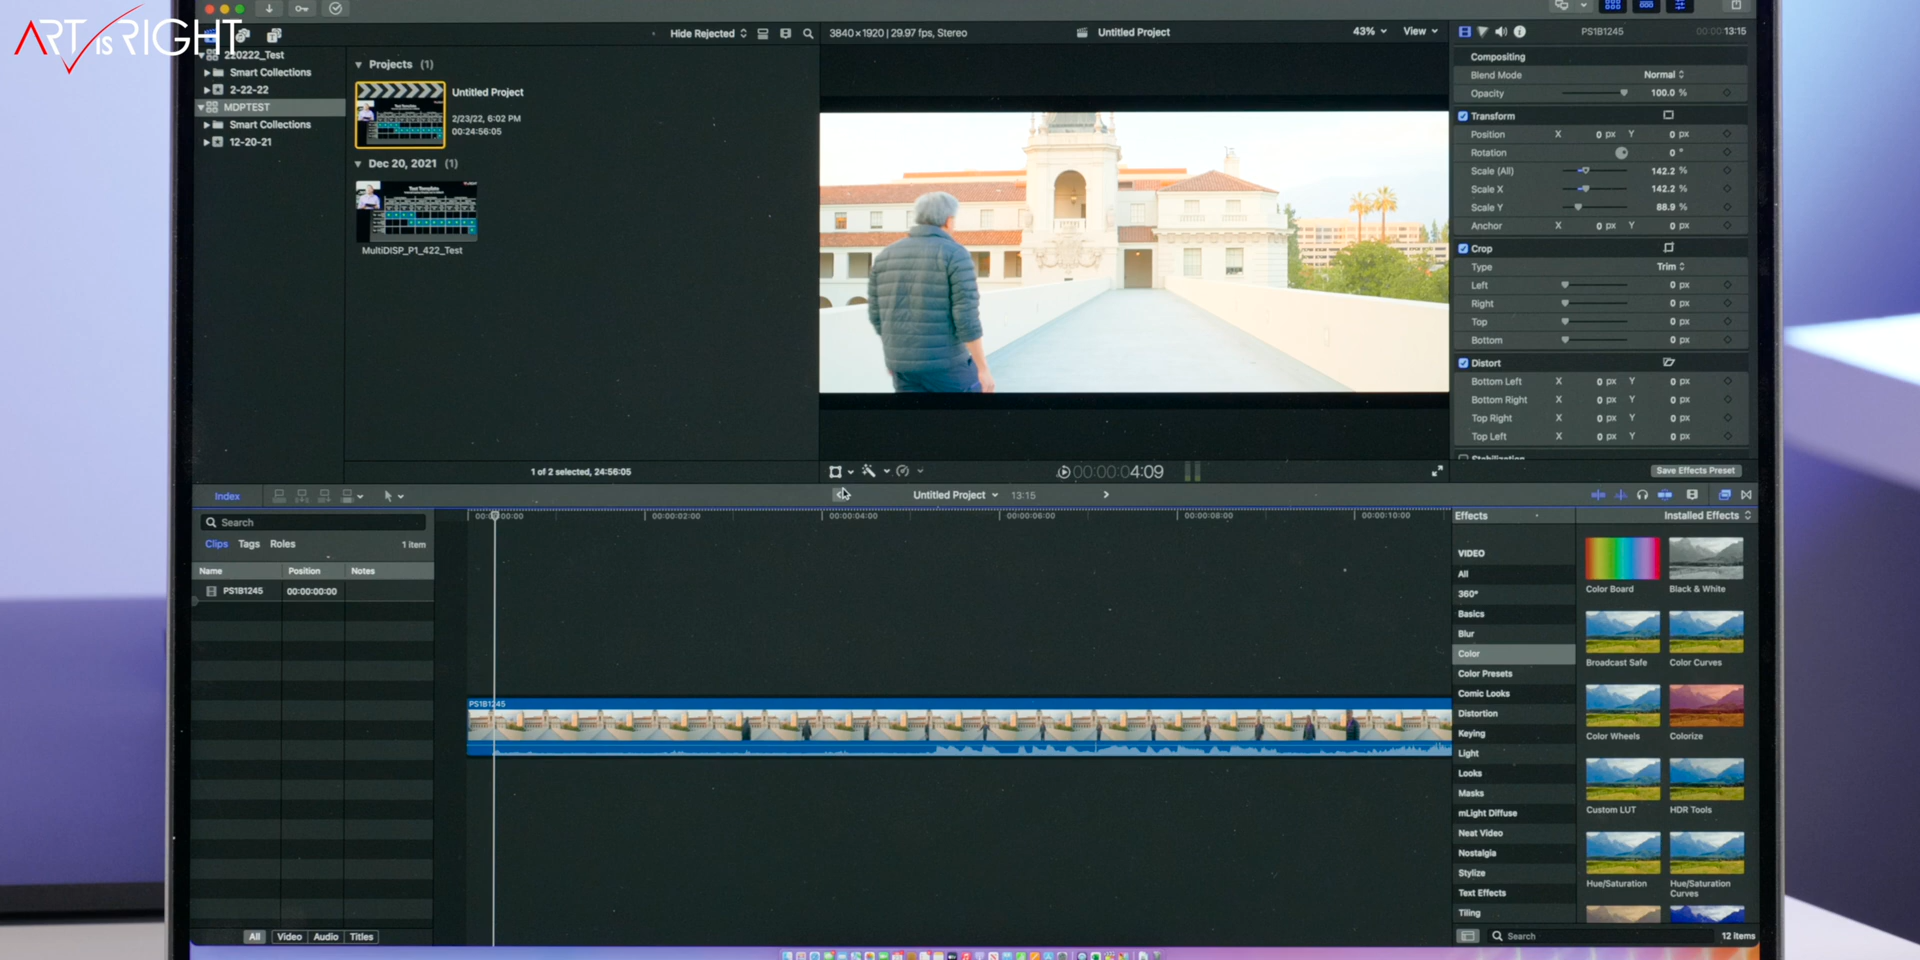 ART IS RIGHT
Hide Rejected
3840×1920 | 29.97 fps, Stereo
Untitled Project
43%
View
PS1B1245
00:00:13:15
220222_Test
Smart Collections
2-22-22
MDPTEST
Smart Collections
12-20-21
Projects (1)
Untitled Project
2/23/22, 6:02 PM
00:24:56:05
Dec 20, 2021 (1)
Test Template
MultiDISP_P1_422_Test
1 of 2 selected, 24:56:05
00:00:00:04:09
Compositing
Blend Mode Normal
Opacity 100.0 %
Transform
Position X 0 px Y 0 px
Rotation 0 °
Scale (All) 142.2 %
Scale X 142.2 %
Scale Y 88.9 %
Anchor X 0 px Y 0 px
Crop
Type Trim
Left 0 px
Right 0 px
Top 0 px
Bottom 0 px
Distort
Bottom Left X 0 px Y 0 px
Bottom Right X 0 px Y 0 px
Top Right X 0 px Y 0 px
Top Left X 0 px Y 0 px
Stabilization
Save Effects Preset
Index
Untitled Project 13:15
Search
Clips Tags Roles 1 item
Name Position Notes
PS1B1245 00:00:00:00
All Video Audio Titles
00:00:02:00
00:00:04:00
00:00:06:00
00:00:08:00
00:00:10:00
PS1B1245
Effects
Installed Effects
VIDEO
All
360°
Basics
Blur
Color
Color Presets
Comic Looks
Distortion
Keying
Light
Looks
Masks
mLight Diffuse
Neat Video
Nostalgia
Stylize
Text Effects
Tiling
Color Board
Black & White
Broadcast Safe
Color Curves
Color Wheels
Colorize
Custom LUT
HDR Tools
Hue/Saturation
Hue/Saturation
Curves
Search
12 items